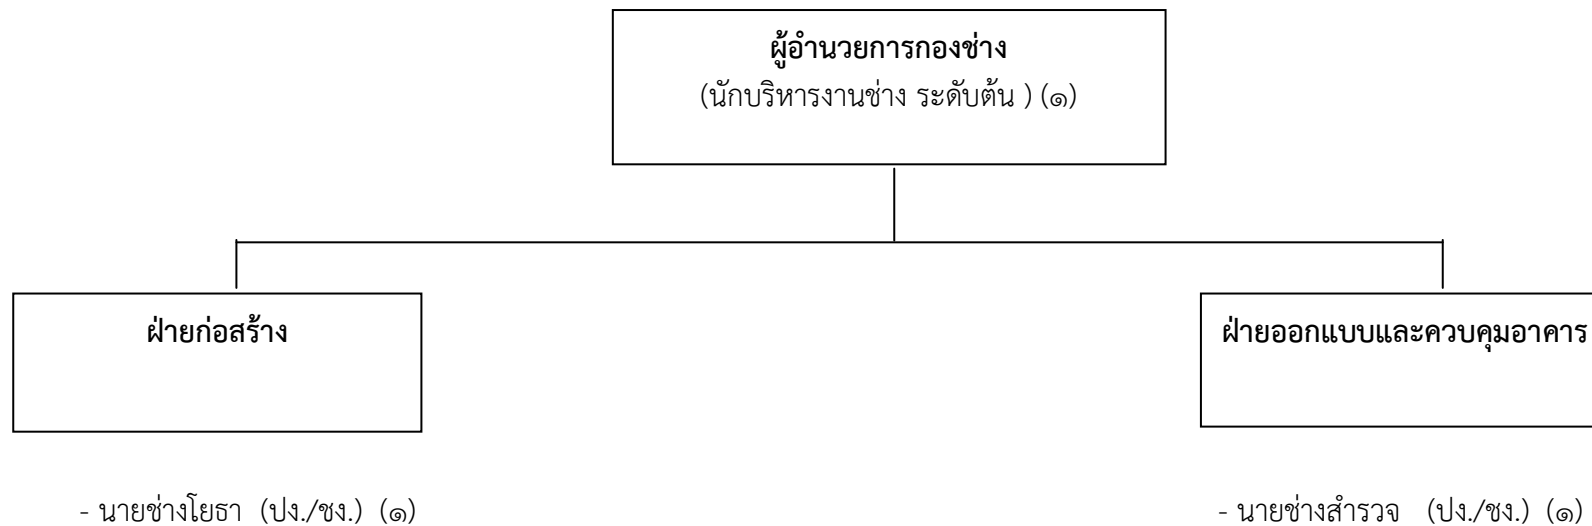 ผู้อำนวยการกองช่าง
(นักบริหารงานช่าง ระดับต้น ) (๑)
ฝ่ายก่อสร้าง
ฝ่ายออกแบบและควบคุมอาคาร
- นายช่างโยธา (ปง./ชง.) (๑)
- นายช่างสำรวจ (ปง./ชง.) (๑)